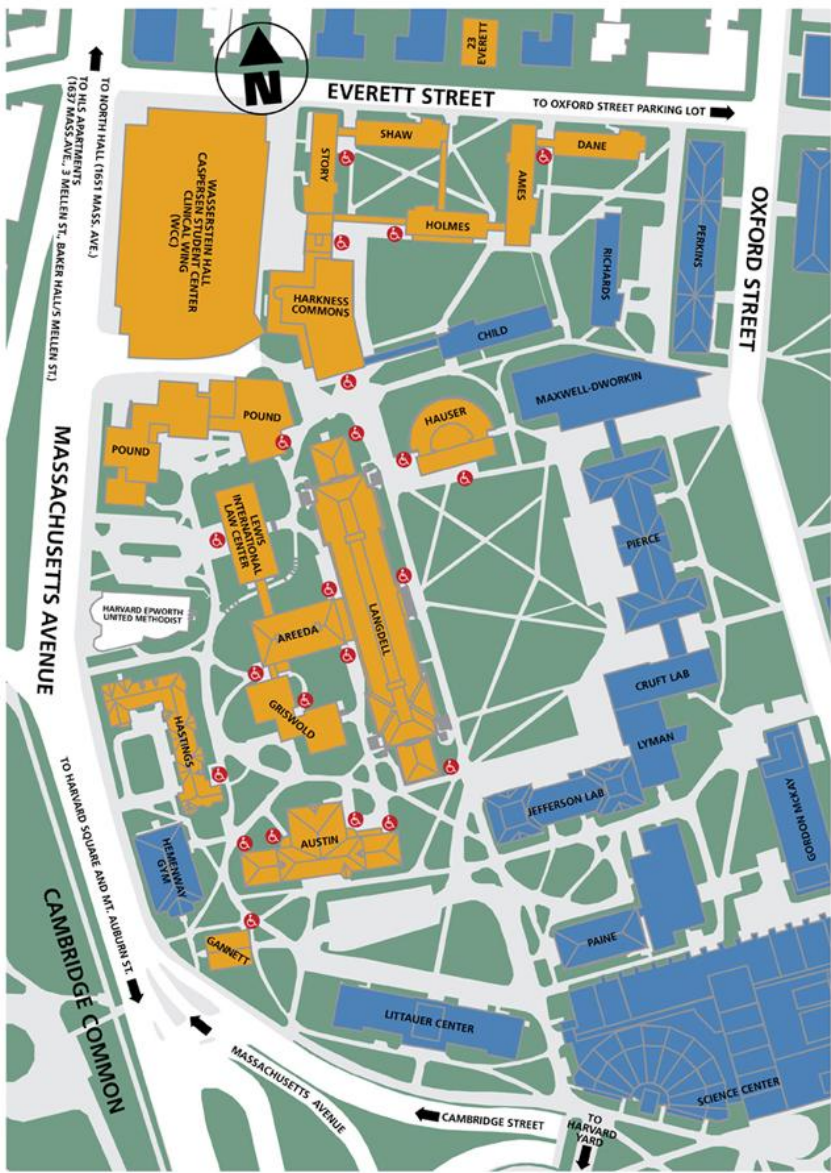 23
EVERETT
N
EVERETT STREET
TO OXFORD STREET PARKING LOT
TO NORTH HALL (1651 MASS. AVE.)
TO HLS APARTMENTS
(1637 MASS.AVE., 3 MELLEN ST., BAKER HALL/5 MELLEN ST.)
WASSERSTEIN HALL
CASPERSEN STUDENT CENTER
CLINICAL WING
(WCC)
STORY
SHAW
AMES
DANE
HOLMES
HARKNESS
COMMONS
CHILD
RICHARDS
PERKINS
OXFORD STREET
MAXWELL-DWORKIN
HAUSER
POUND
POUND
LEWIS
INTERNATIONAL
LAW CENTER
LANGDELL
PIERCE
MASSACHUSETTS AVENUE
HARVARD EPWORTH
UNITED METHODIST
AREEDA
GRISWOLD
HASTINGS
CRUFT LAB
LYMAN
JEFFERSON LAB
GORDON MCKAY
TO HARVARD SQUARE AND MT. AUBURN ST.
HEMENWAY
GYM
AUSTIN
GANNETT
PAINE
CAMBRIDGE COMMON
LITTAUER CENTER
SCIENCE CENTER
MASSACHUSETTS AVENUE
CAMBRIDGE STREET
TO
HARVARD
YARD